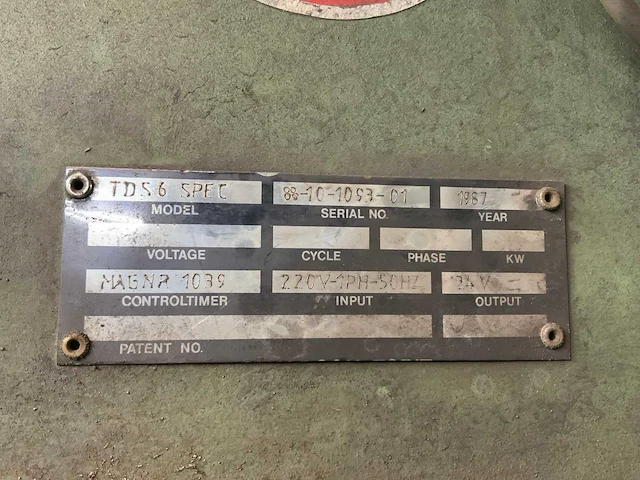 TDS6 SPEC 88-10-1093-01 1987
MODEL SERIAL NO. YEAR
VOLTAGE CYCLE PHASE KW
MAGNR 1039 220V-1PH-50HZ 24V =
CONTROLTIMER INPUT OUTPUT
PATENT NO.